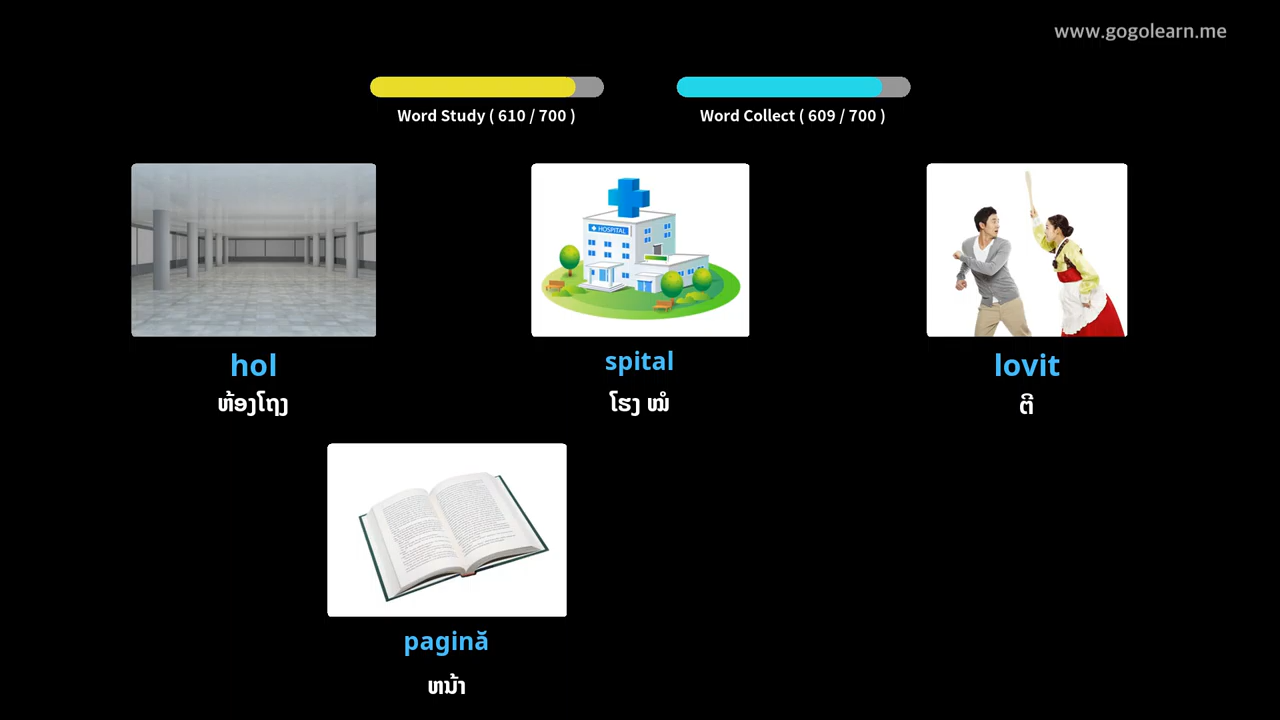 www.gogolearn.me
Word Study ( 610 / 700 )
Word Collect ( 609 / 700 )
HOSPITAL
hol
ຫ້ອງໂຖງ
spital
ໂຮງ ໝໍ
lovit
ຕີ
pagină
ຫນ້າ